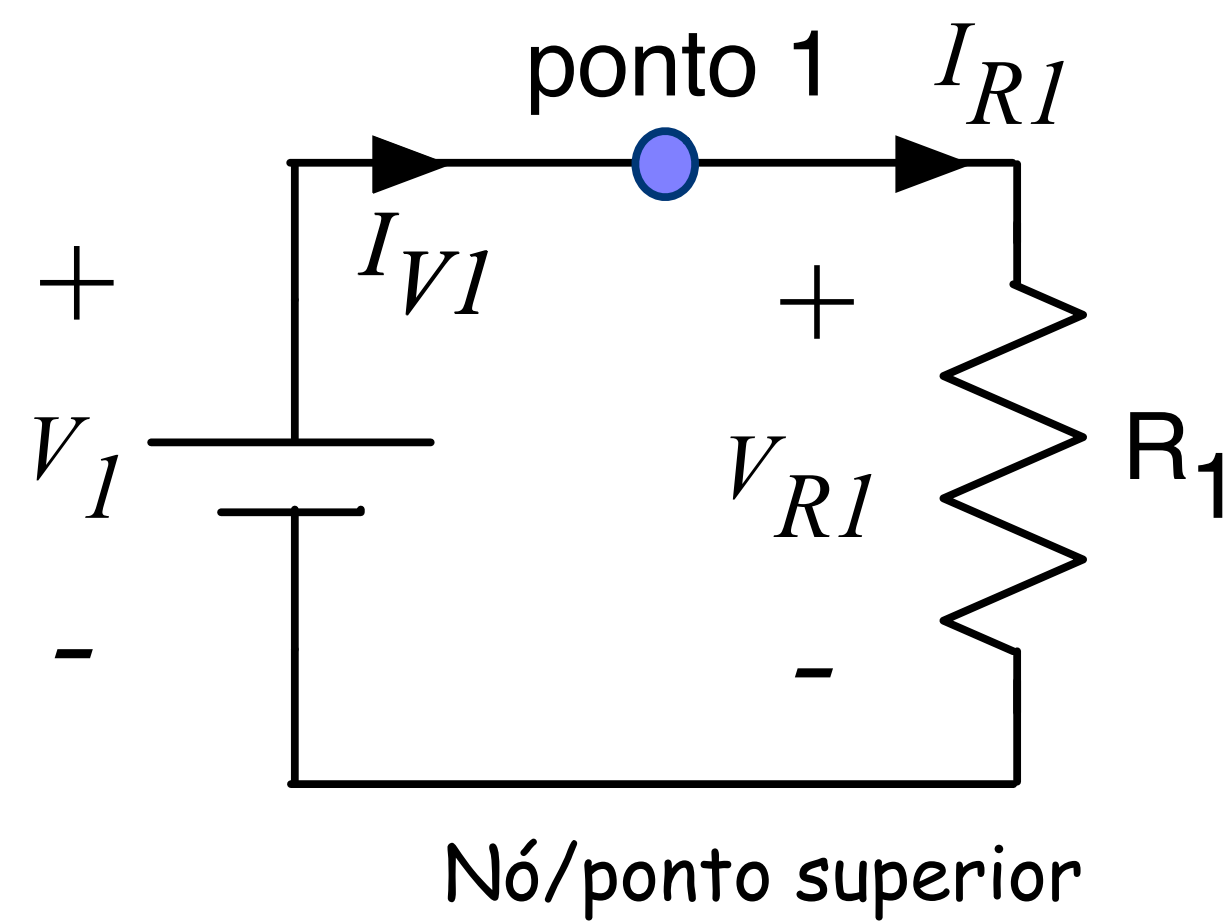 ponto 1
I_R1
I_V1
+
+
V_1
V_R1
R_1
-
-
Nó/ponto superior